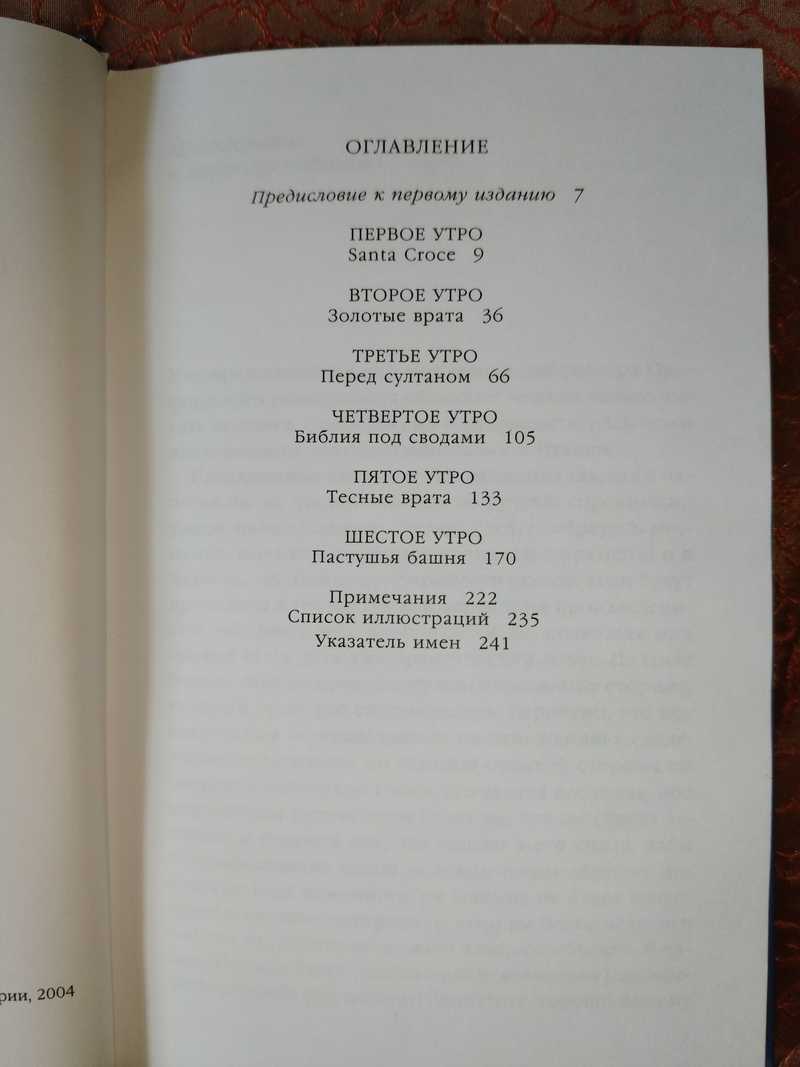 ОГЛАВЛЕНИЕ
Предисловие к первому изданию 7
ПЕРВОЕ УТРО
Santa Croce 9
ВТОРОЕ УТРО
Золотые врата 36
ТРЕТЬЕ УТРО
Перед султаном 66
ЧЕТВЕРТОЕ УТРО
Библия под сводами 105
ПЯТОЕ УТРО
Тесные врата 133
ШЕСТОЕ УТРО
Пастушья башня 170
Примечания 222
Список иллюстраций 235
Указатель имен 241
рии, 2004